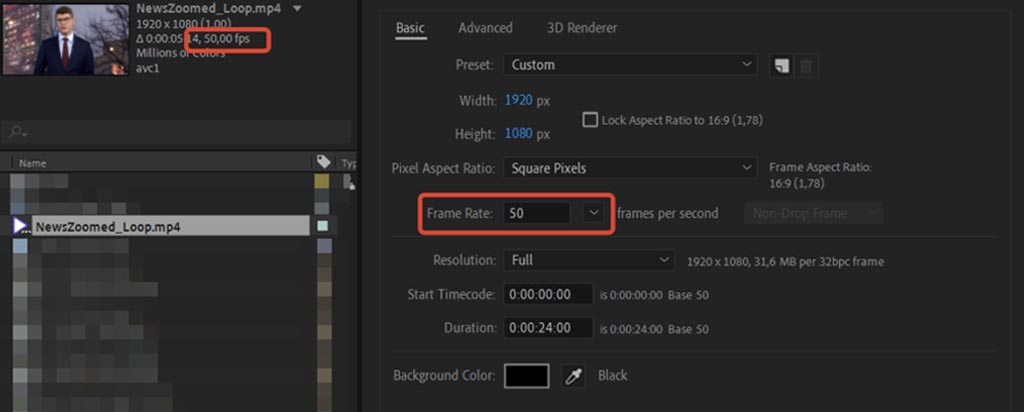 NewsZoomed_Loop.mp4
1920 x 1080 (1,00)
Δ 0:00:05:14, 50,00 fps
Millions of Colors
avc1
Name
Typ
NewsZoomed_Loop.mp4
Basic Advanced 3D Renderer
Preset: Custom
Width: 1920 px
Lock Aspect Ratio to 16:9 (1,78)
Height: 1080 px
Pixel Aspect Ratio: Square Pixels
Frame Aspect Ratio:
16:9 (1,78)
Frame Rate: 50 frames per second Non-Drop Frame
Resolution: Full 1920 x 1080, 31,6 MB per 32bpc frame
Start Timecode: 0:00:00:00 is 0:00:00:00 Base 50
Duration: 0:00:24:00 is 0:00:24:00 Base 50
Background Color: Black